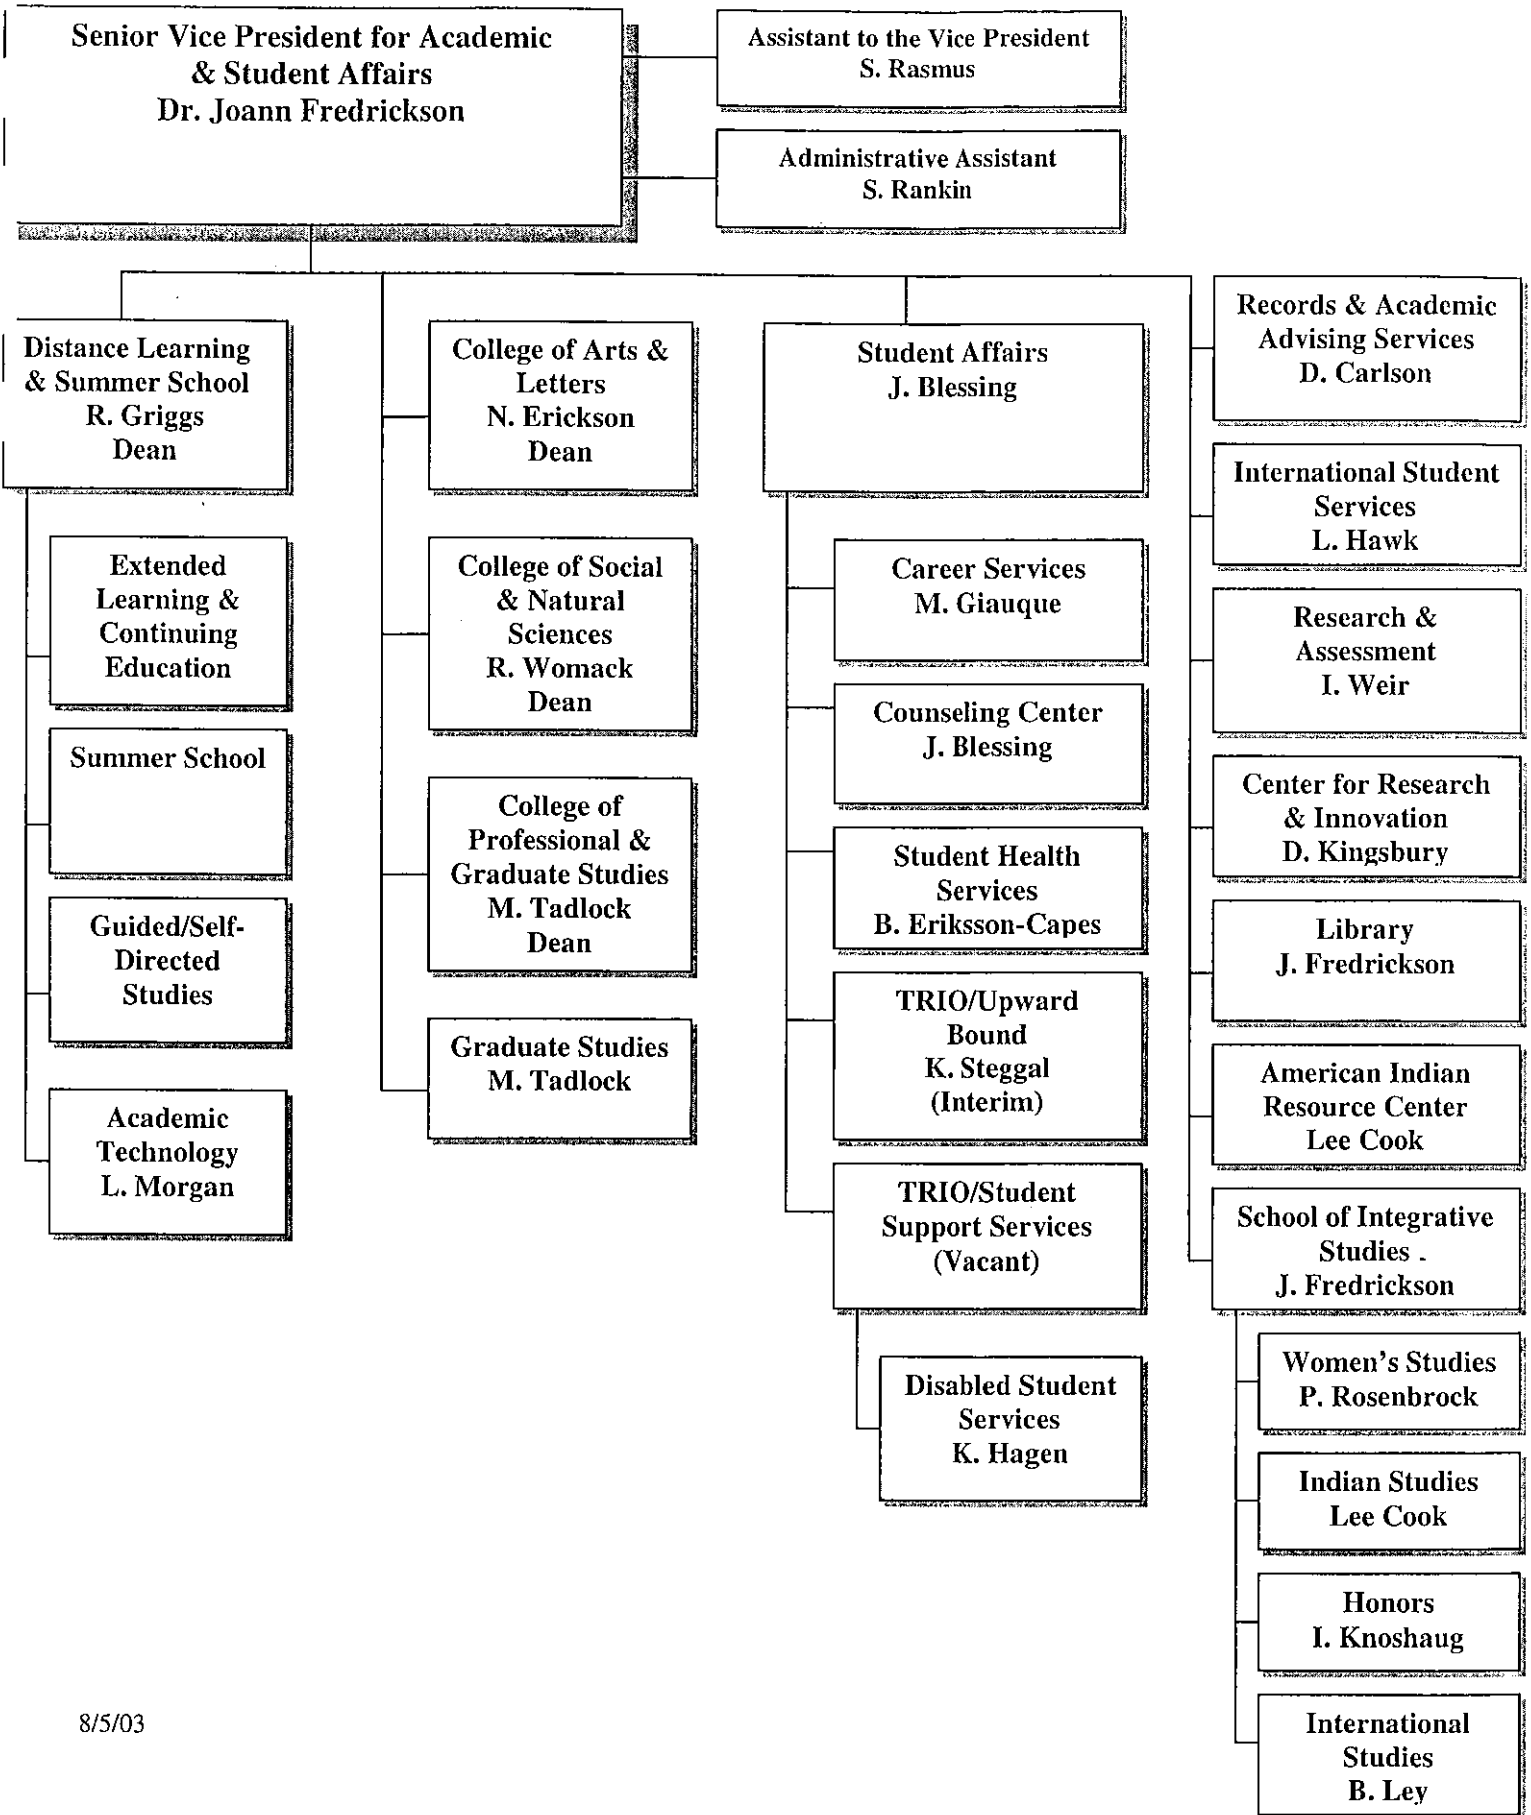 Senior Vice President for Academic
& Student Affairs
Dr. Joann Fredrickson
Assistant to the Vice President
S. Rasmus
Administrative Assistant
S. Rankin
Distance Learning
& Summer School
R. Griggs
Dean
Extended
Learning &
Continuing
Education
Summer School
Guided/Self-
Directed
Studies
Academic
Technology
L. Morgan
College of Arts &
Letters
N. Erickson
Dean
College of Social
& Natural
Sciences
R. Womack
Dean
College of
Professional &
Graduate Studies
M. Tadlock
Dean
Graduate Studies
M. Tadlock
Student Affairs
J. Blessing
Career Services
M. Giauque
Counseling Center
J. Blessing
Student Health
Services
B. Eriksson-Capes
TRIO/Upward
Bound
K. Steggal
(Interim)
TRIO/Student
Support Services
(Vacant)
Disabled Student
Services
K. Hagen
Records & Academic
Advising Services
D. Carlson
International Student
Services
L. Hawk
Research &
Assessment
I. Weir
Center for Research
& Innovation
D. Kingsbury
Library
J. Fredrickson
American Indian
Resource Center
Lee Cook
School of Integrative
Studies
J. Fredrickson
Women's Studies
P. Rosenbrock
Indian Studies
Lee Cook
Honors
I. Knoshaug
International
Studies
B. Ley
8/5/03